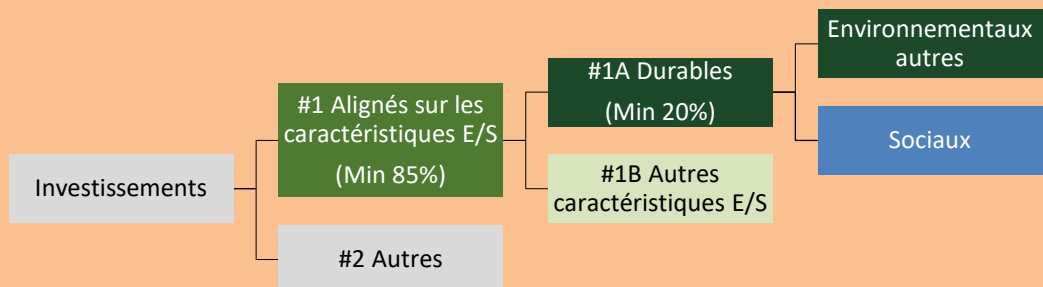 Investissements
#1 Alignés sur les
caractéristiques E/S
(Min 85%)
#2 Autres
#1A Durables
(Min 20%)
#1B Autres
caractéristiques E/S
Environnementaux
autres
Sociaux